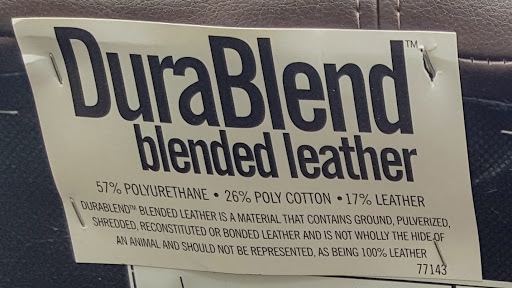 DuraBlend™
blended leather
57% POLYURETHANE • 26% POLY COTTON • 17% LEATHER
DURABLEND™ BLENDED LEATHER IS A MATERIAL THAT CONTAINS GROUND, PULVERIZED,
SHREDDED, RECONSTITUTED OR BONDED LEATHER AND IS NOT WHOLLY THE HIDE OF
AN ANIMAL AND SHOULD NOT BE REPRESENTED, AS BEING 100% LEATHER
77143